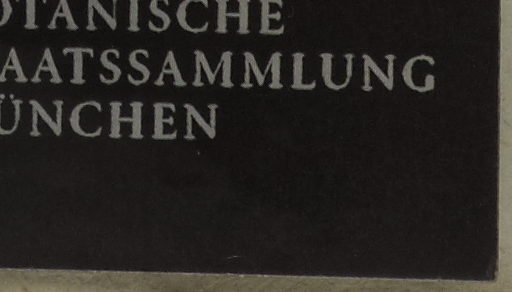 OTANISCHE
AATSSAMMLUNG
ÜNCHEN